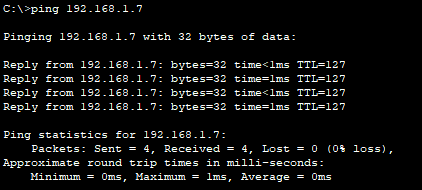 C:\>ping 192.168.1.7
Pinging 192.168.1.7 with 32 bytes of data:
Reply from 192.168.1.7: bytes=32 time<1ms TTL=127
Reply from 192.168.1.7: bytes=32 time<1ms TTL=127
Reply from 192.168.1.7: bytes=32 time=1ms TTL=127
Reply from 192.168.1.7: bytes=32 time<1ms TTL=127
Ping statistics for 192.168.1.7:
Packets: Sent = 4, Received = 4, Lost = 0 (0% loss),
Approximate round trip times in milli-seconds:
Minimum = 0ms, Maximum = 1ms, Average = 0ms